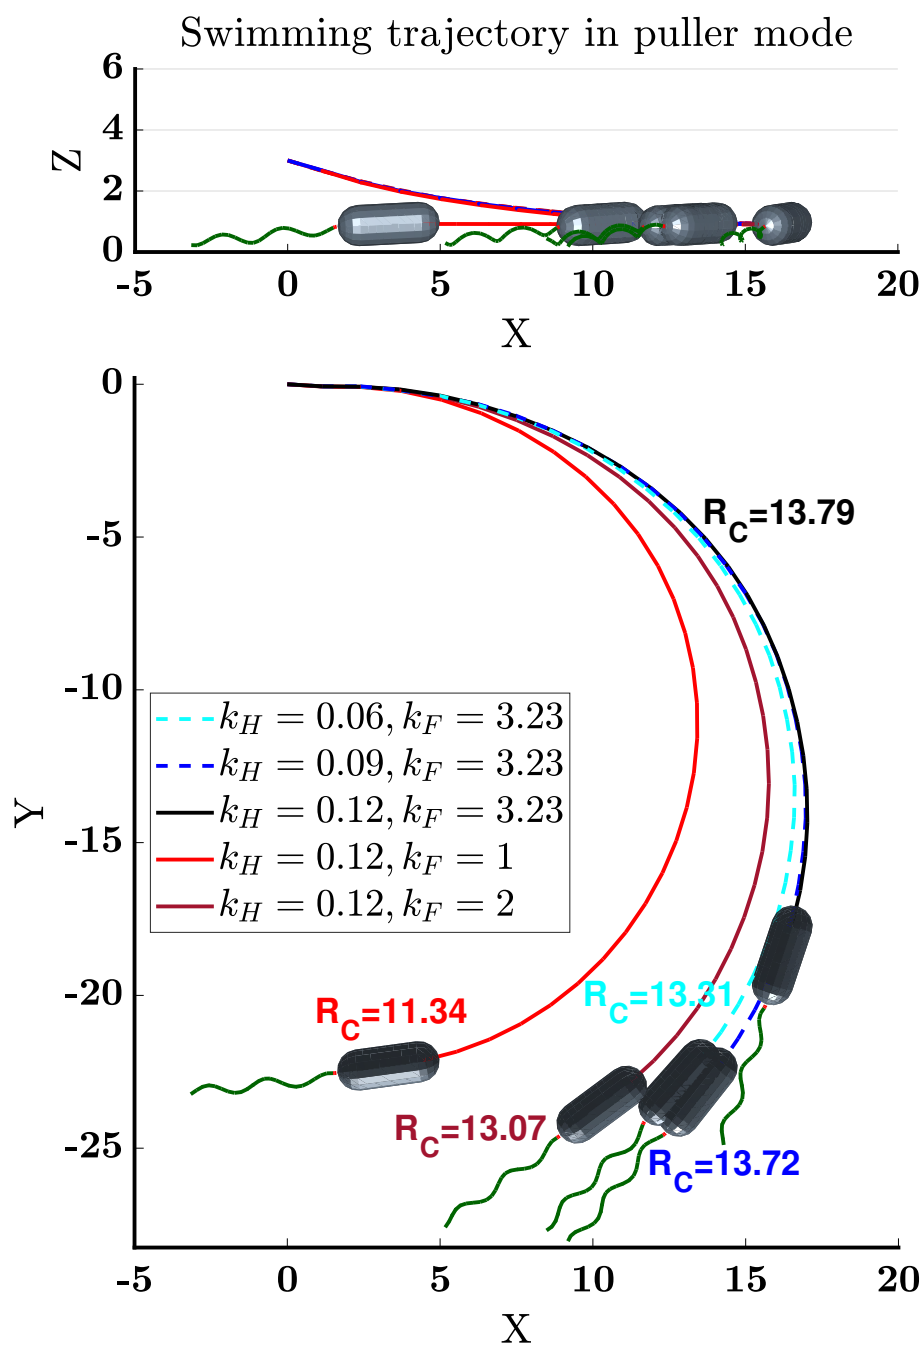 Swimming trajectory in puller mode
6
4
2
0
Z
-5 0 5 10 15 20
X
0
-5
-10
-15
-20
-25
Y
R_C=13.79
k_H = 0.06, k_F = 3.23
k_H = 0.09, k_F = 3.23
k_H = 0.12, k_F = 3.23
k_H = 0.12, k_F = 1
k_H = 0.12, k_F = 2
R_C=13.31
R_C=11.34
R_C=13.07
R_C=13.72
-5 0 5 10 15 20
X